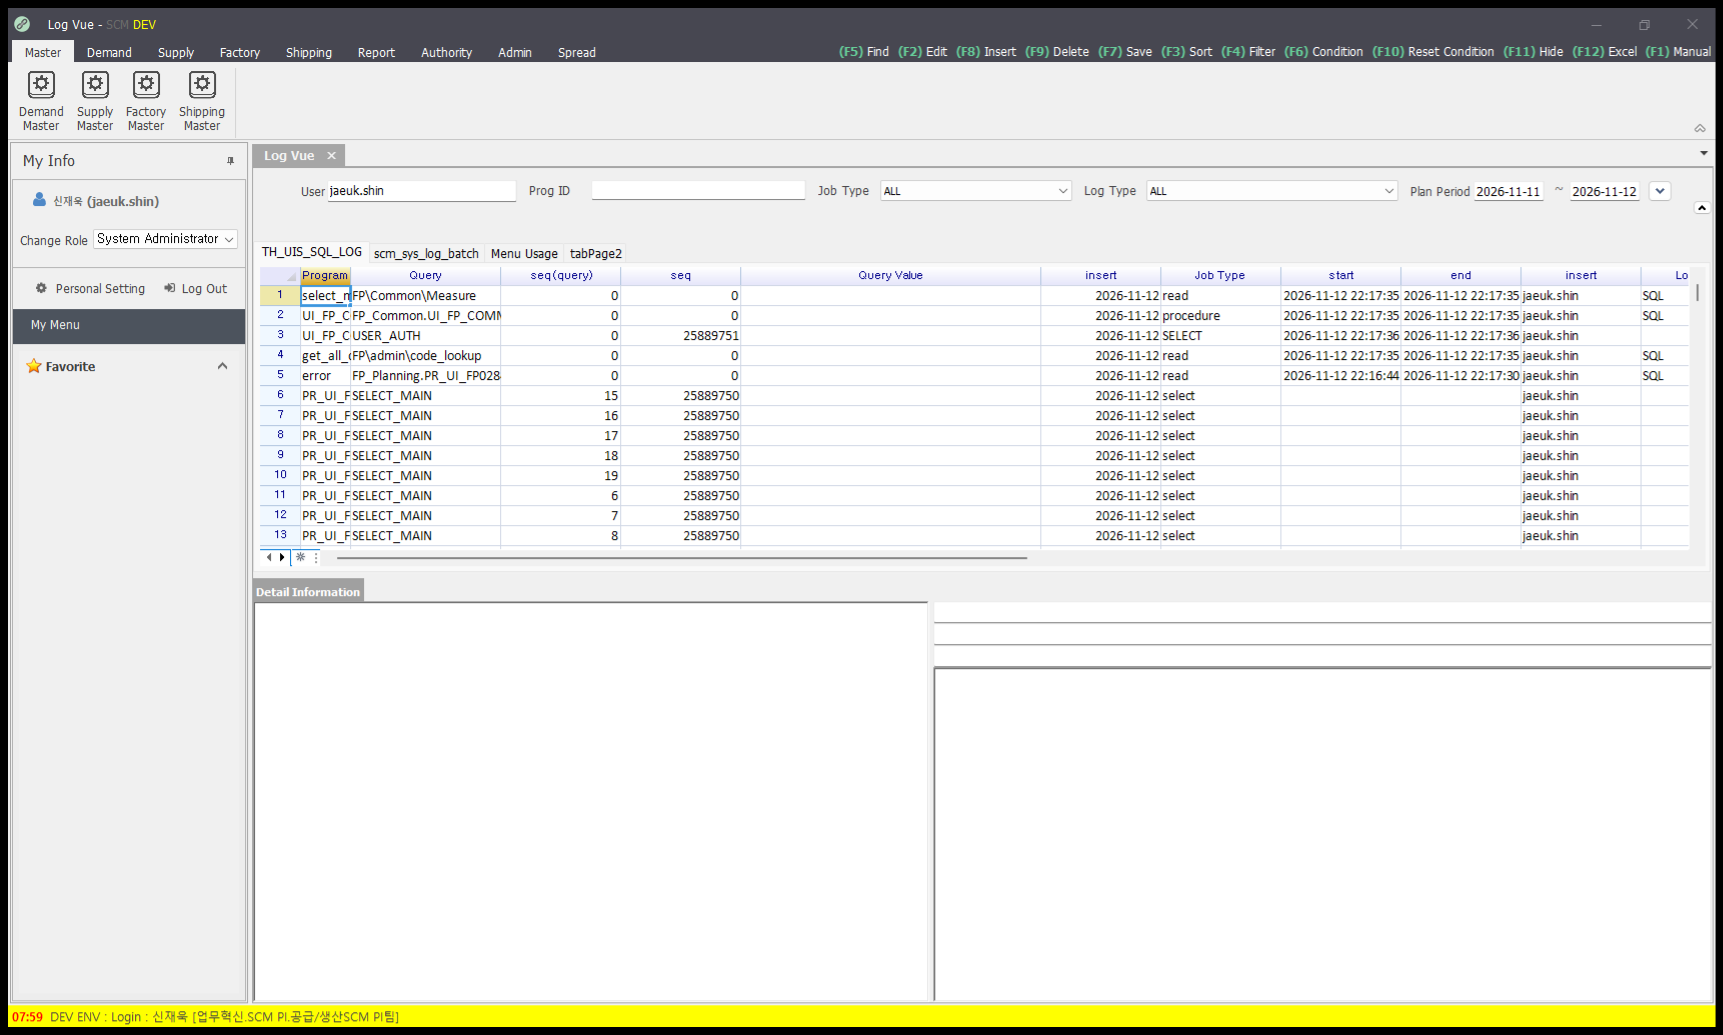 Log Vue - SCM DEV
Master Demand Supply Factory Shipping Report Authority Admin Spread (F5) Find (F2) Edit (F8) Insert (F9) Delete (F7) Save (F3) Sort (F4) Filter (F6) Condition (F10) Reset Condition (F11) Hide (F12) Excel (F1) Manual
Demand Master Supply Master Factory Master Shipping Master
My Info
신재욱 (jaeuk.shin)
Change Role System Administrator
Personal Setting Log Out
My Menu
Favorite
Log Vue
User jaeuk.shin Prog ID Job Type ALL Log Type ALL Plan Period 2026-11-11 ~ 2026-11-12
TH_UIS_SQL_LOG scm_sys_log_batch Menu Usage tabPage2
Program Query seq(query) seq Query Value insert Job Type start end insert Lo
1 select_n FP\Common\Measure 0 0 2026-11-12 read 2026-11-12 22:17:35 2026-11-12 22:17:35 jaeuk.shin SQL
2 UI_FP_C FP_Common.UI_FP_COMM 0 0 2026-11-12 procedure 2026-11-12 22:17:35 2026-11-12 22:17:35 jaeuk.shin SQL
3 UI_FP_C USER_AUTH 0 25889751 2026-11-12 SELECT 2026-11-12 22:17:36 2026-11-12 22:17:36 jaeuk.shin
4 get_all_c FP\admin\code_lookup 0 0 2026-11-12 read 2026-11-12 22:17:35 2026-11-12 22:17:35 jaeuk.shin SQL
5 error FP_Planning.PR_UI_FP028 0 0 2026-11-12 read 2026-11-12 22:16:44 2026-11-12 22:17:30 jaeuk.shin SQL
6 PR_UI_F SELECT_MAIN 15 25889750 2026-11-12 select jaeuk.shin
7 PR_UI_F SELECT_MAIN 16 25889750 2026-11-12 select jaeuk.shin
8 PR_UI_F SELECT_MAIN 17 25889750 2026-11-12 select jaeuk.shin
9 PR_UI_F SELECT_MAIN 18 25889750 2026-11-12 select jaeuk.shin
10 PR_UI_F SELECT_MAIN 19 25889750 2026-11-12 select jaeuk.shin
11 PR_UI_F SELECT_MAIN 6 25889750 2026-11-12 select jaeuk.shin
12 PR_UI_F SELECT_MAIN 7 25889750 2026-11-12 select jaeuk.shin
13 PR_UI_F SELECT_MAIN 8 25889750 2026-11-12 select jaeuk.shin
Detail Information
07:59 DEV ENV : Login : 신재욱 [업무혁신.SCM PI.공급/생산SCM PI팀]